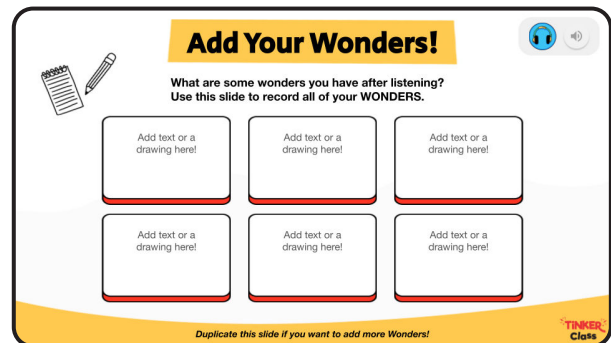 Add Your Wonders!
What are some wonders you have after listening?
Use this slide to record all of your WONDERS.
Add text or a
drawing here!
Add text or a
drawing here!
Add text or a
drawing here!
Add text or a
drawing here!
Add text or a
drawing here!
Add text or a
drawing here!
Duplicate this slide if you want to add more Wonders!
TINKER
Class